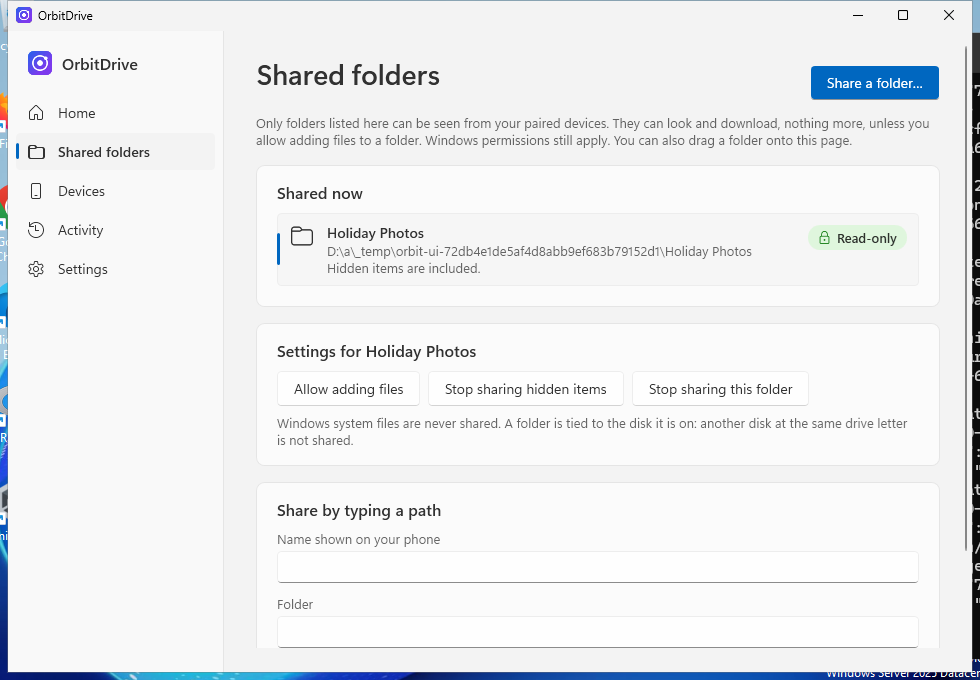 OrbitDrive
OrbitDrive
Home
Shared folders
Devices
Activity
Settings
Shared folders
Share a folder...
Only folders listed here can be seen from your paired devices. They can look and download, nothing more, unless you
allow adding files to a folder. Windows permissions still apply. You can also drag a folder onto this page.
Shared now
Holiday Photos
D:\a\_temp\orbit-ui-72db4e1de5af4d8abb9ef683b79152d1\Holiday Photos
Hidden items are included.
Read-only
Settings for Holiday Photos
Allow adding files
Stop sharing hidden items
Stop sharing this folder
Windows system files are never shared. A folder is tied to the disk it is on: another disk at the same drive letter
is not shared.
Share by typing a path
Name shown on your phone
Folder
Windows Server 2025 Datacen